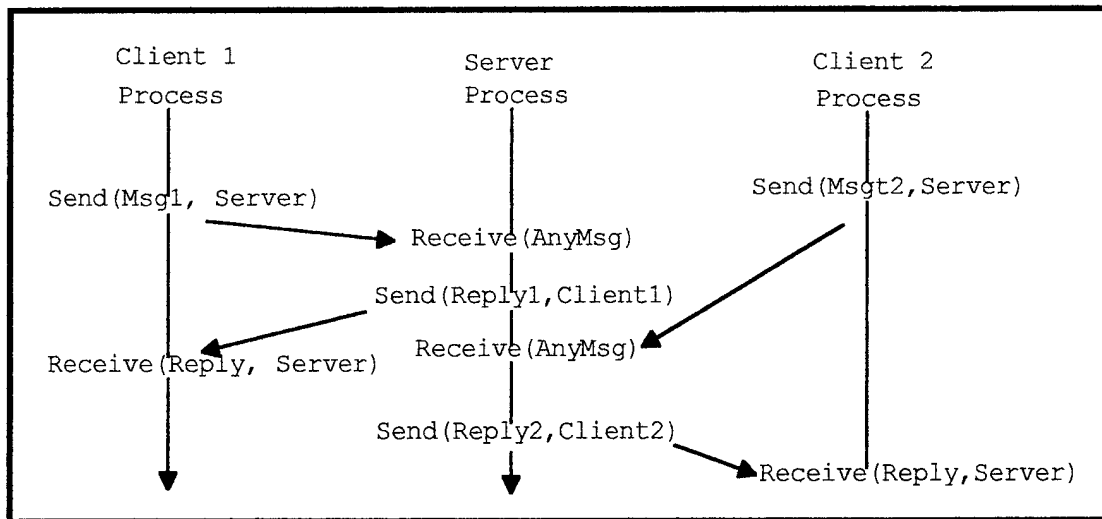 Client 1
Process
Server
Process
Client 2
Process
Send(Msg1, Server)
Send(Msgt2,Server)
Receive(AnyMsg)
Send(Reply1,Client1)
Receive(AnyMsg)
Receive(Reply, Server)
Send(Reply2,Client2)
Receive(Reply,Server)